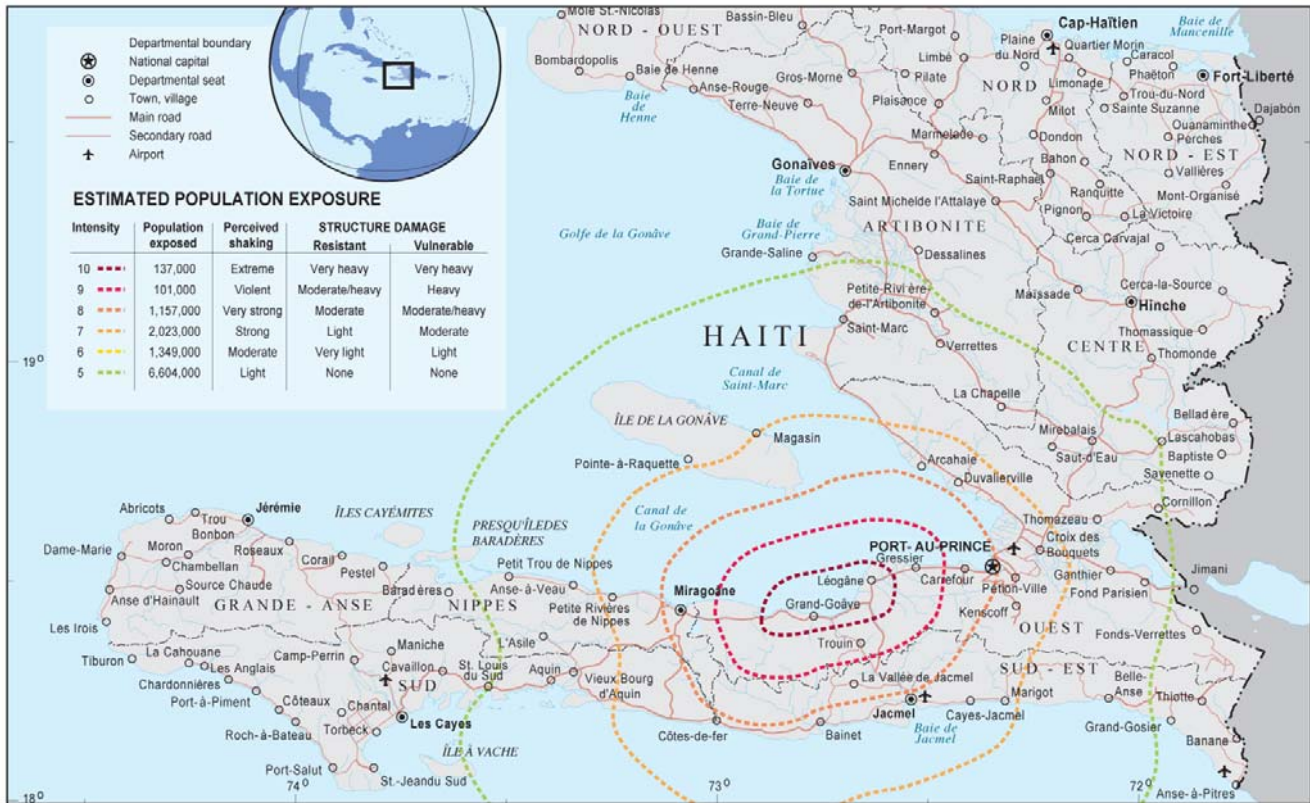 Departmental boundary
National capital
Departmental seat
Town, village
Main road
Secondary road
Airport
ESTIMATED POPULATION EXPOSURE
Intensity Population exposed Perceived shaking STRUCTURE DAMAGE Resistant Vulnerable
10 137,000 Extreme Very heavy Very heavy
9 101,000 Violent Moderate/heavy Heavy
8 1,157,000 Very strong Moderate Moderate/heavy
7 2,023,000 Strong Light Moderate
6 1,349,000 Moderate Very light Light
5 6,604,000 Light None None
Môle St.-Nicolas
NORD - OUEST
Bassin-Bleu
Port-Margot
Cap-Haïtien
Baie de
Mancenille
Plaine
du Nord
Quartier Morin
Limbé
Caracol
Bombardopolis
Baie de Henne
Gros-Morne
Pilate
NORD
Limonade
Phaëton
Fort-Liberté
Anse-Rouge
Trou-du-Nord
Baie
de
Henne
Terre-Neuve
Plaisance
Milot
Sainte Suzanne
Dajabón
Ouanaminthe
Marmelade
Dondon
Perches
NORD - EST
Gonaïves
Ennery
Bahon
Baie de
la Tortue
Saint-Raphaël
Vallières
Ranquitte
Mont-Organisé
Saint Michelde l'Attalaye
Pignon
La Victoire
Baie de
Grand-Pierre
ARTIBONITE
Golfe de la Gonâve
Cerca Carvajal
Grande-Saline
Dessalines
Petite-Rivière-
de-l'Artibonite
Maissade
Cerca-la-Source
Hinche
HAITI
Saint-Marc
Thomassique
19°
Verrettes
CENTRE
Thomonde
Canal de
Saint-Marc
La Chapelle
ÎLE DE LA GONÂVE
Mirebalais
Belladère
Magasin
Lascahobas
Pointe-à-Raquette
Saut-d'Eau
Baptiste
Arcahaie
Savenette
Duvallerville
Cornillon
Abricots
Jérémie
ÎLES CAYÉMITES
Canal de
la Gonâve
Thomazeau
Trou
Bonbon
PRESQU'ÎLEDES
BARADÈRES
Croix des
Bouquets
Dame-Marie
Moron
Roseaux
Corail
PORT-AU-PRINCE
Chambellan
Pestel
Petit Trou de Nippes
Gressier
Jimani
Source Chaude
Baradères
Anse-à-Veau
Miragoâne
Léogâne
Carrefour
Pétion-Ville
Ganthier
Fond Parisien
Anse d'Hainault
GRANDE - ANSE
NIPPES
Petite Rivières
de Nippes
Grand-Goâve
Kenscoff
Les Irois
L'Asile
Trouin
OUEST
Fonds-Verrettes
La Cahouane
Maniche
Tiburon
Les Anglais
Camp-Perrin
Cavaillon
St. Louis
du Sud
Aquin
SUD-EST
Chardonnières
SUD
Vieux Bourg
d'Aquin
La Vallée de Jacmel
Belle-
Anse
Thiotte
Port-à-Piment
Côteaux
Chantal
Jacmel
Marigot
Les Cayes
Cayes-Jacmel
Roch-à-Bateau
Torbeck
Côtes-de-fer
Bainet
Baie de
Jacmel
Grand-Gosier
Banane
ÎLE À VACHE
Port-Salut
St.-Jeandu Sud
74°
73°
72°
18°
Anse-à-Pitres